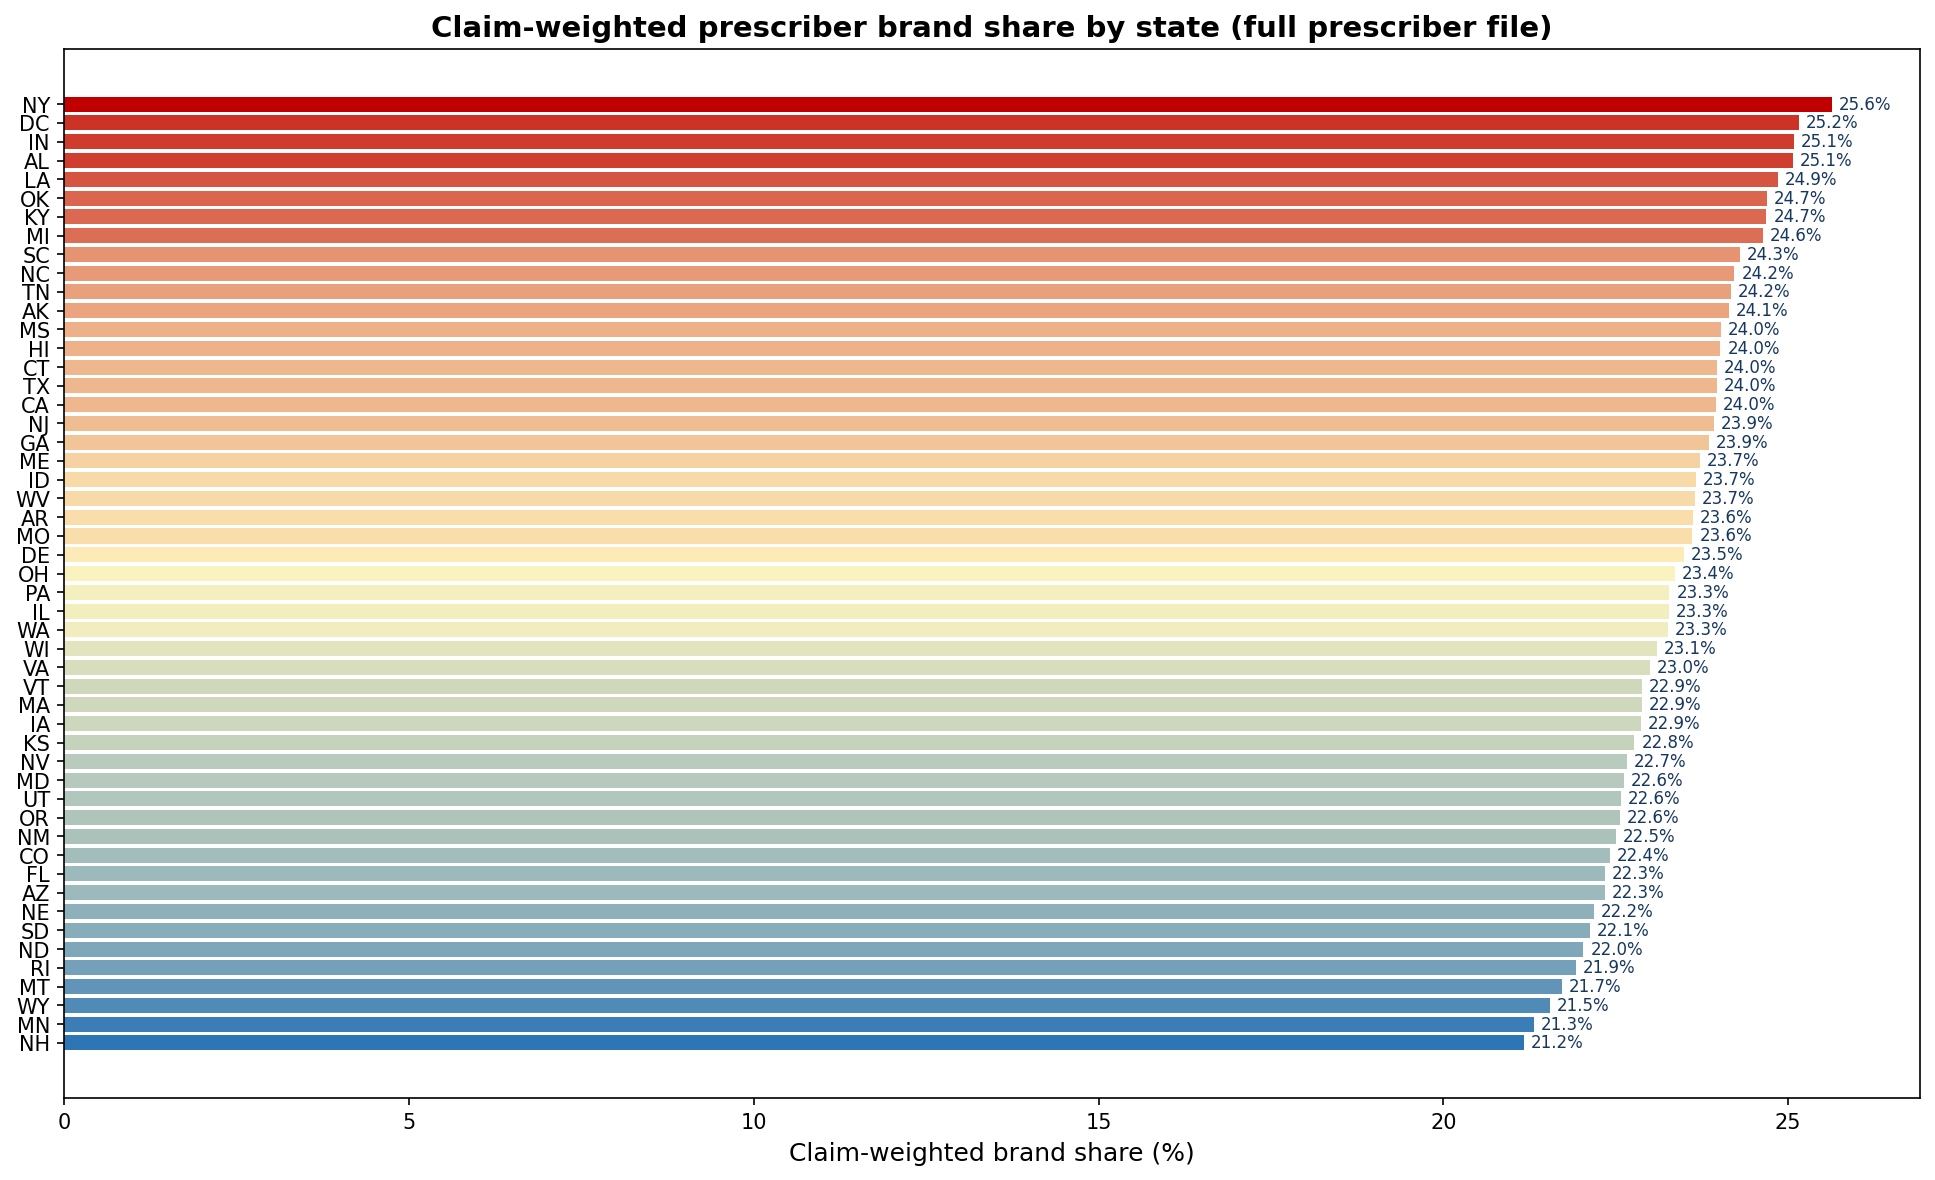 Claim-weighted prescriber brand share by state (full prescriber file)
NY 25.6%
DC 25.2%
IN 25.1%
AL 25.1%
LA 24.9%
OK 24.7%
KY 24.7%
MI 24.6%
SC 24.3%
NC 24.2%
TN 24.2%
AK 24.1%
MS 24.0%
HI 24.0%
CT 24.0%
TX 24.0%
CA 24.0%
NJ 23.9%
GA 23.9%
ME 23.7%
ID 23.7%
WV 23.7%
AR 23.6%
MO 23.6%
DE 23.5%
OH 23.4%
PA 23.3%
IL 23.3%
WA 23.3%
WI 23.1%
VA 23.0%
VT 22.9%
MA 22.9%
IA 22.9%
KS 22.8%
NV 22.7%
MD 22.6%
UT 22.6%
OR 22.6%
NM 22.5%
CO 22.4%
FL 22.3%
AZ 22.3%
NE 22.2%
SD 22.1%
ND 22.0%
RI 21.9%
MT 21.7%
WY 21.5%
MN 21.3%
NH 21.2%
0 5 10 15 20 25
Claim-weighted brand share (%)